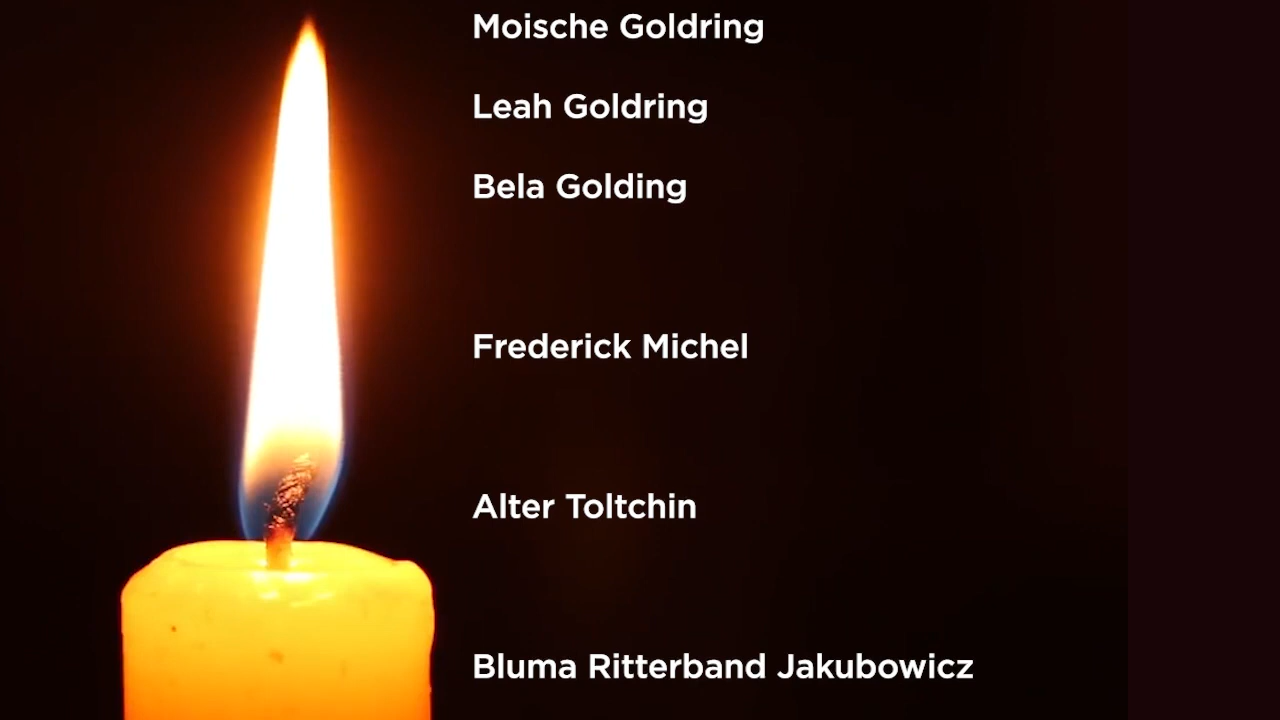 Moische Goldring
Leah Goldring
Bela Golding
Frederick Michel
Alter Toltchin
Bluma Ritterband Jakubowicz